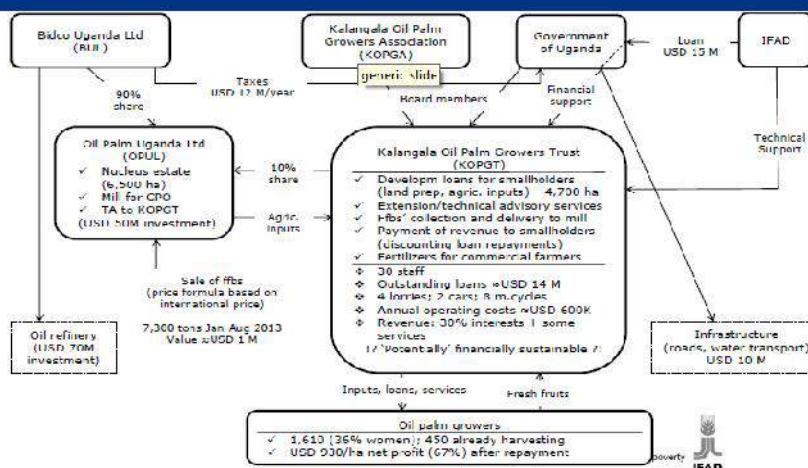 Bidco Uganda Ltd
(BUL)
Kalangala Oil Palm
Growers Association
(KOPGA)
generic slide
Government
of Uganda
Loan
USD 15 M
IFAD
90%
share
Taxes
USD 12 M/year
Board members
Financial
support
Technical
Support
Oil Palm Uganda Ltd
(OPUL)
✓ Nucleus estate
(6,500 ha)
✓ Mill for CPO
✓ TA to KOPGT
(USD 50M investment)
10%
share
Agric.
inputs
Kalangala Oil Palm Growers Trust
(KOPGT)
✓ Developm loans for smallholders
(land prep, agric. inputs) 4,700 ha
✓ Extension/technical advisory services
✓ Ffbs' collection and delivery to mill
✓ Payment of revenue to smallholders
(discounting loan repayments)
✓ Fertilizers for commercial farmers
❖ 30 staff
❖ Outstanding loans ≈USD 14 M
❖ 4 lorries; 2 cars; 8 m-cycles
❖ Annual operating costs ≈USD 600K
❖ Revenue: 30% interests + some
services
'Potentially' financially sustainable
Sale of ffbs
(price formula based on
international price)
7,300 tons Jan Aug 2013
Value ≈USD 1 M
Oil refinery
(USD 70M
investment)
Infrastructure
(roads, water transport)
USD 10 M
Inputs, loans, services
Fresh fruits
Oil palm growers
✓ 1,610 (36% women); 450 already harvesting
✓ USD 930/ha net profit (67%) after repayment
poverty
IFAD